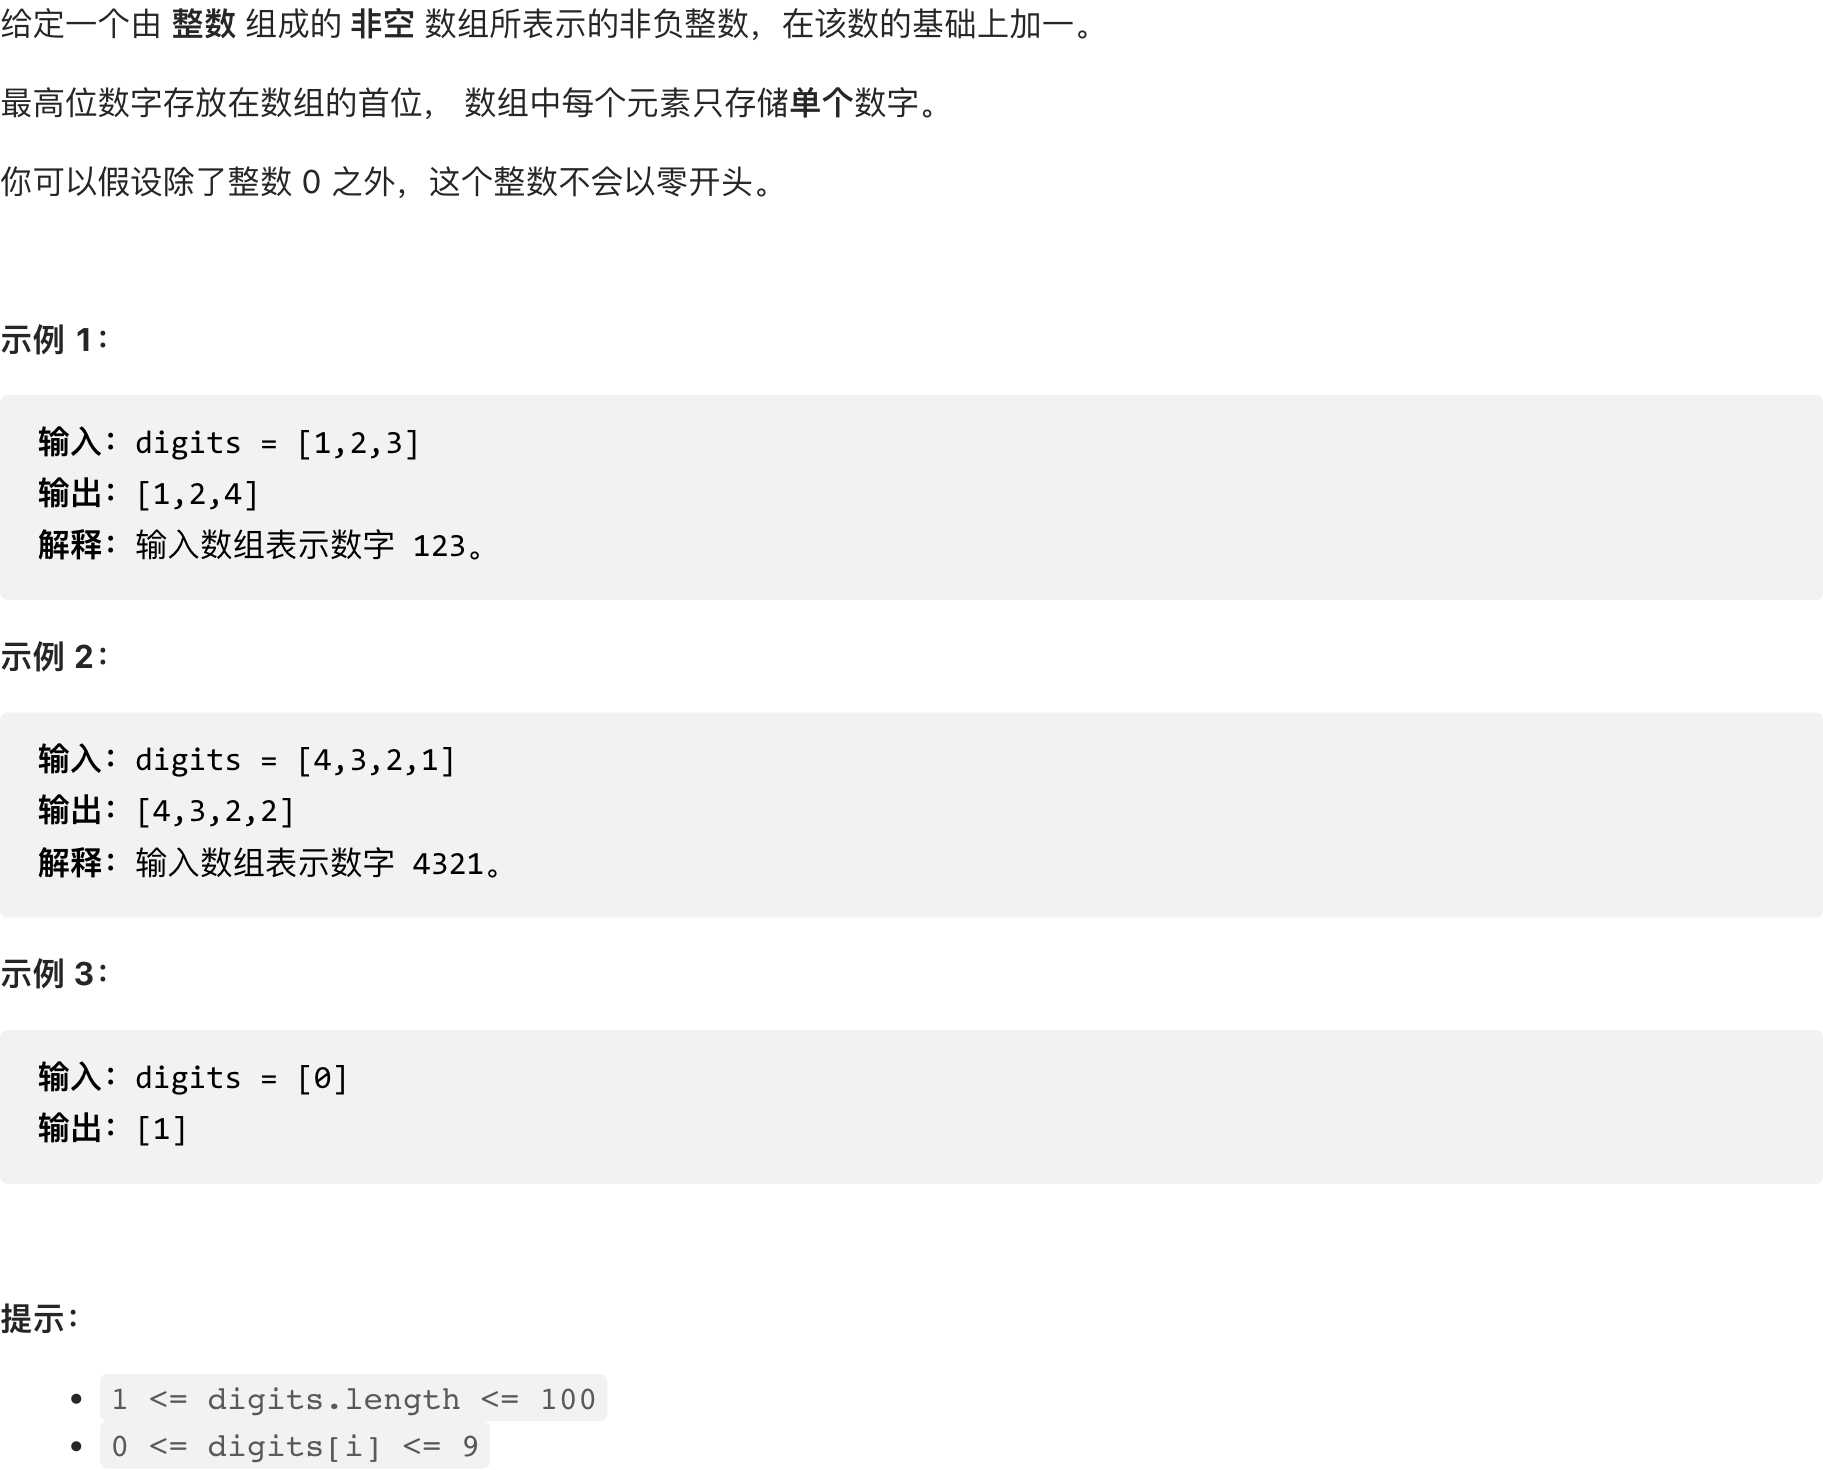 给定一个由 整数 组成的 非空 数组所表示的非负整数，在该数的基础上加一。
最高位数字存放在数组的首位， 数组中每个元素只存储单个数字。
你可以假设除了整数 0 之外，这个整数不会以零开头。
示例 1：
输入：digits = [1,2,3]
输出：[1,2,4]
解释：输入数组表示数字 123。
示例 2：
输入：digits = [4,3,2,1]
输出：[4,3,2,2]
解释：输入数组表示数字 4321。
示例 3：
输入：digits = [0]
输出：[1]
提示：
• 1 <= digits.length <= 100
• 0 <= digits[i] <= 9